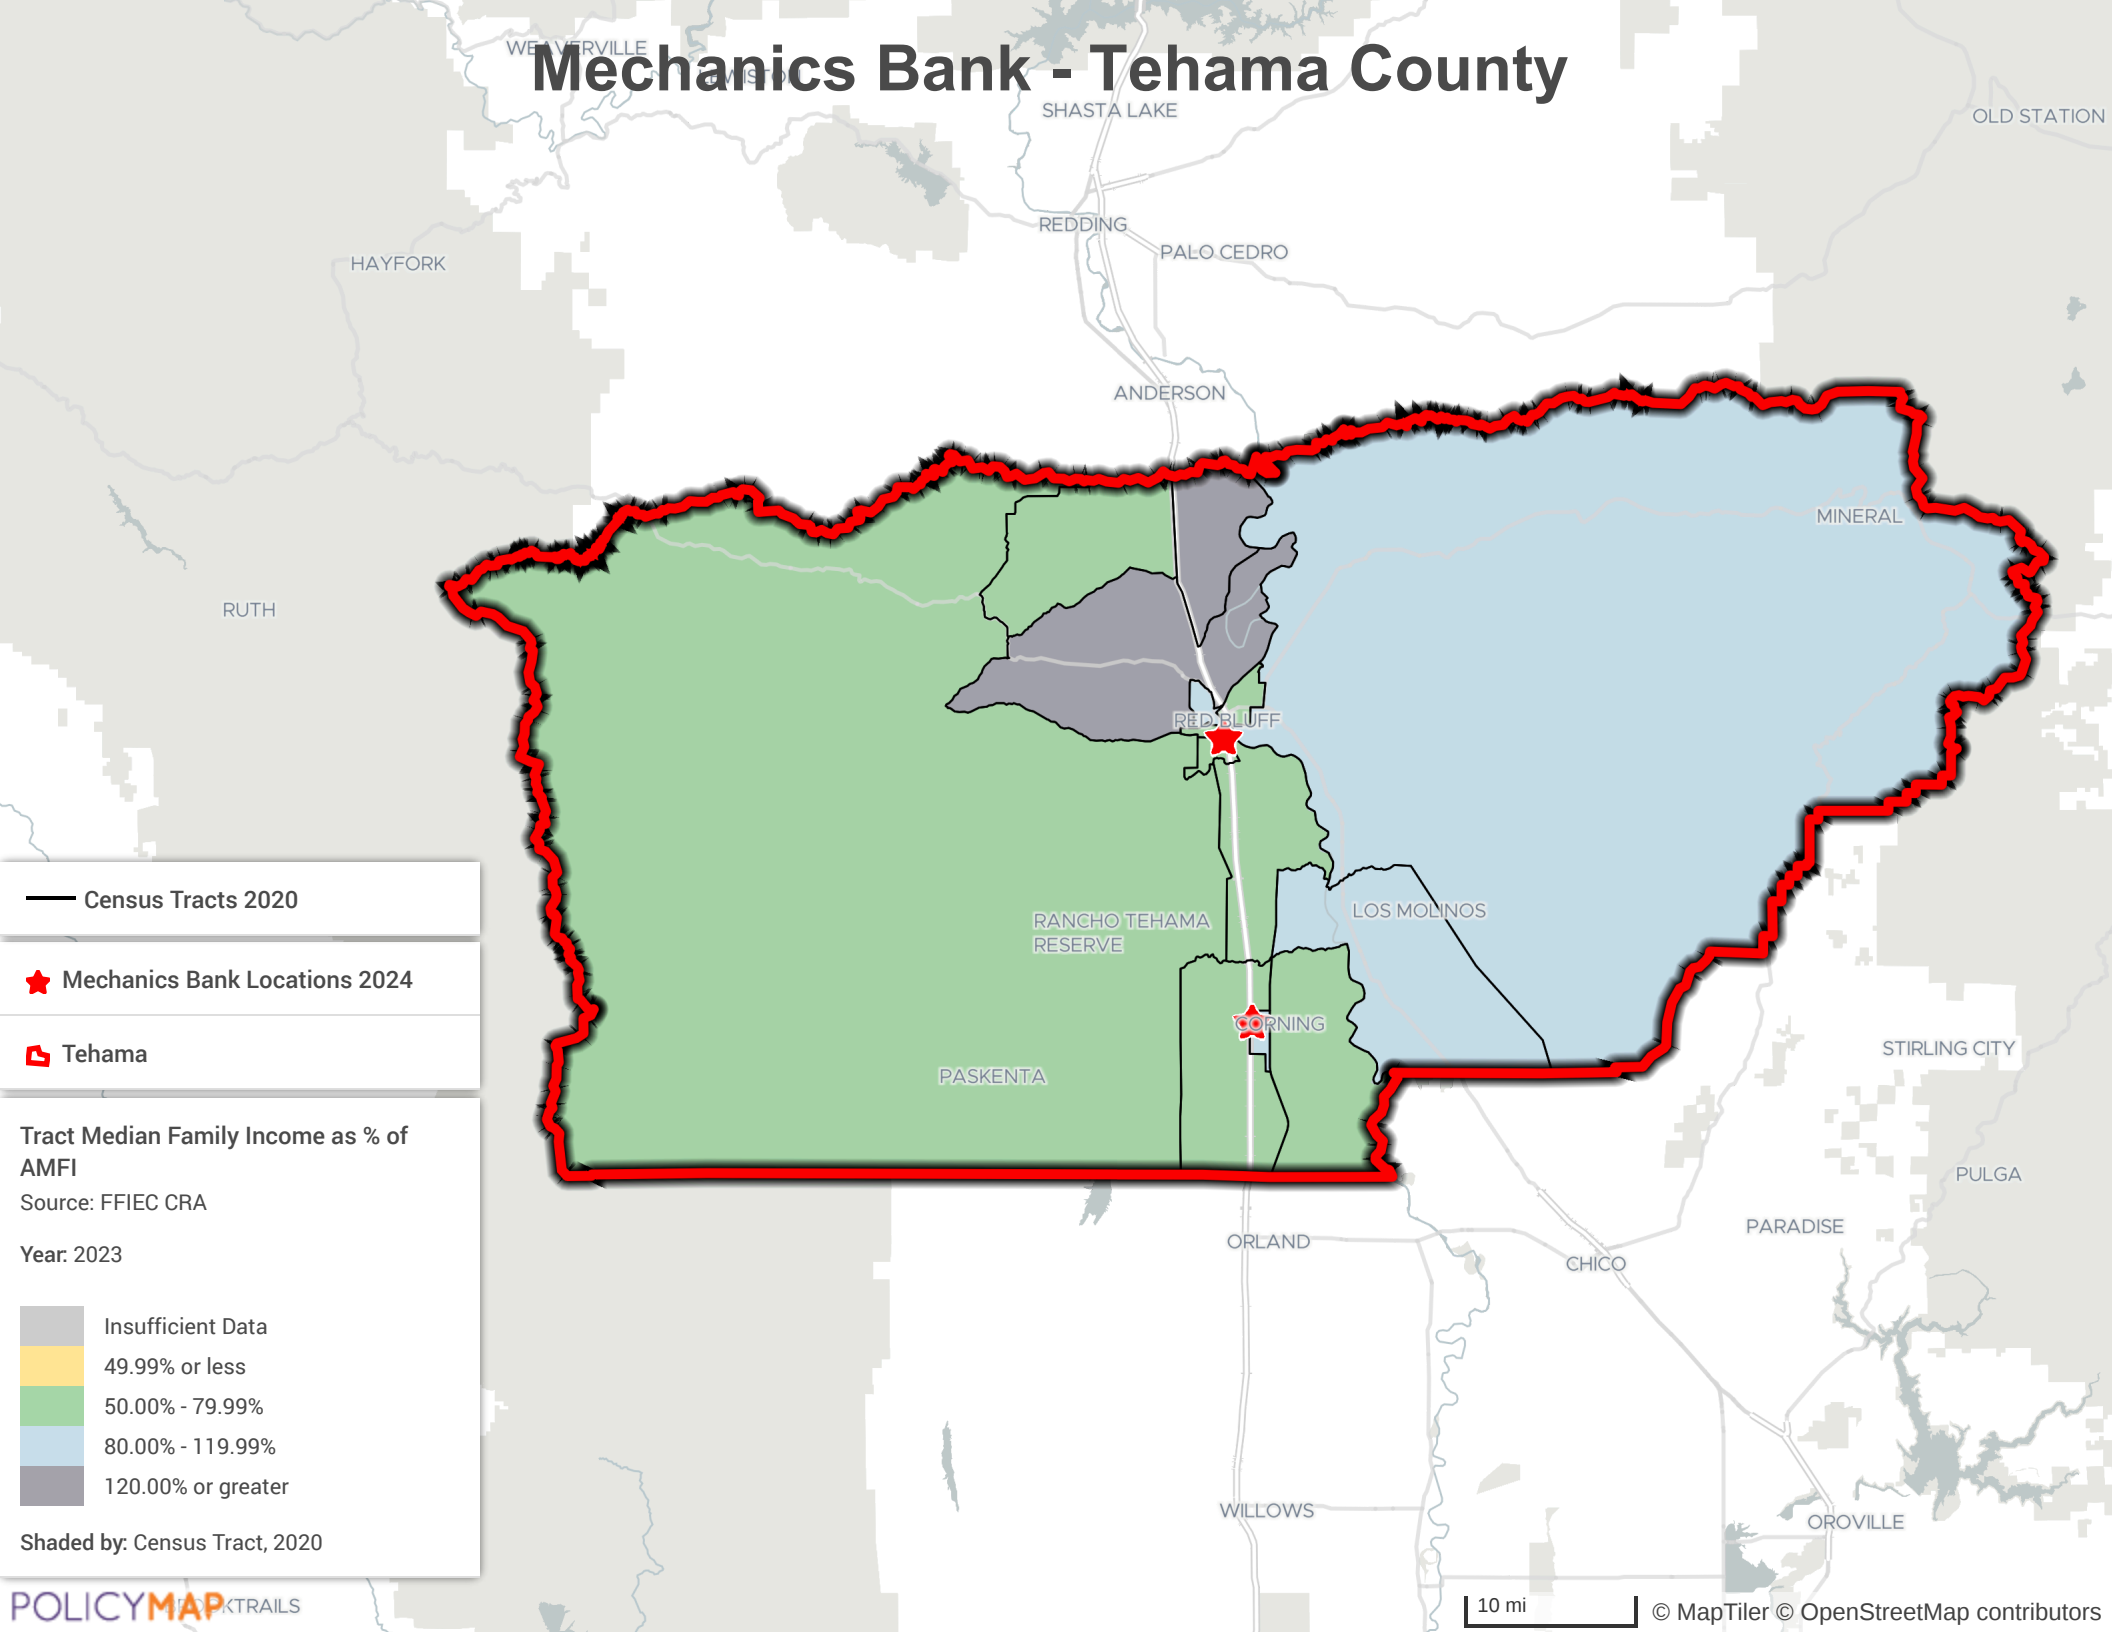 Mechanics Bank - Tehama County
WEAVERVILLE
LEWISTON
SHASTA LAKE
OLD STATION
REDDING
PALO CEDRO
HAYFORK
ANDERSON
MINERAL
RUTH
RED BLUFF
RANCHO TEHAMA
RESERVE
LOS MOLINOS
CORNING
PASKENTA
STIRLING CITY
PULGA
PARADISE
ORLAND
CHICO
WILLOWS
OROVILLE
Census Tracts 2020
Mechanics Bank Locations 2024
Tehama
Tract Median Family Income as % of
AMFI
Source: FFIEC CRA
Year: 2023
Insufficient Data
49.99% or less
50.00% - 79.99%
80.00% - 119.99%
120.00% or greater
Shaded by: Census Tract, 2020
POLICYMAP
BROOKTRAILS
10 mi
© MapTiler © OpenStreetMap contributors